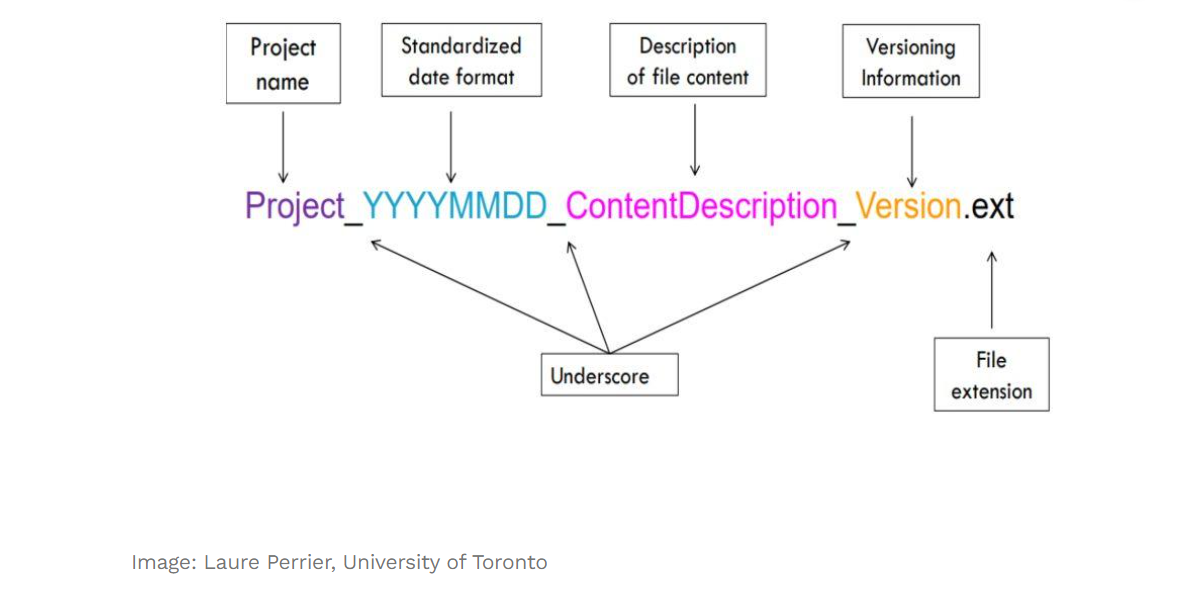 Project
name
Standardized
date format
Description
of file content
Versioning
Information
Project_YYYYMMDD_ContentDescription_Version.ext
Underscore
File
extension
Image: Laure Perrier, University of Toronto